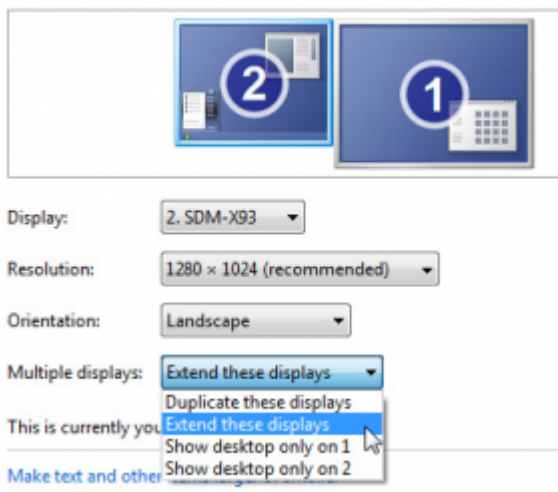 2
1
Display: 2. SDM-X93
Resolution: 1280 × 1024 (recommended)
Orientation: Landscape
Multiple displays: Extend these displays
Duplicate these displays
This is currently you
Extend these displays
Show desktop only on 1
Show desktop only on 2
Make text and other